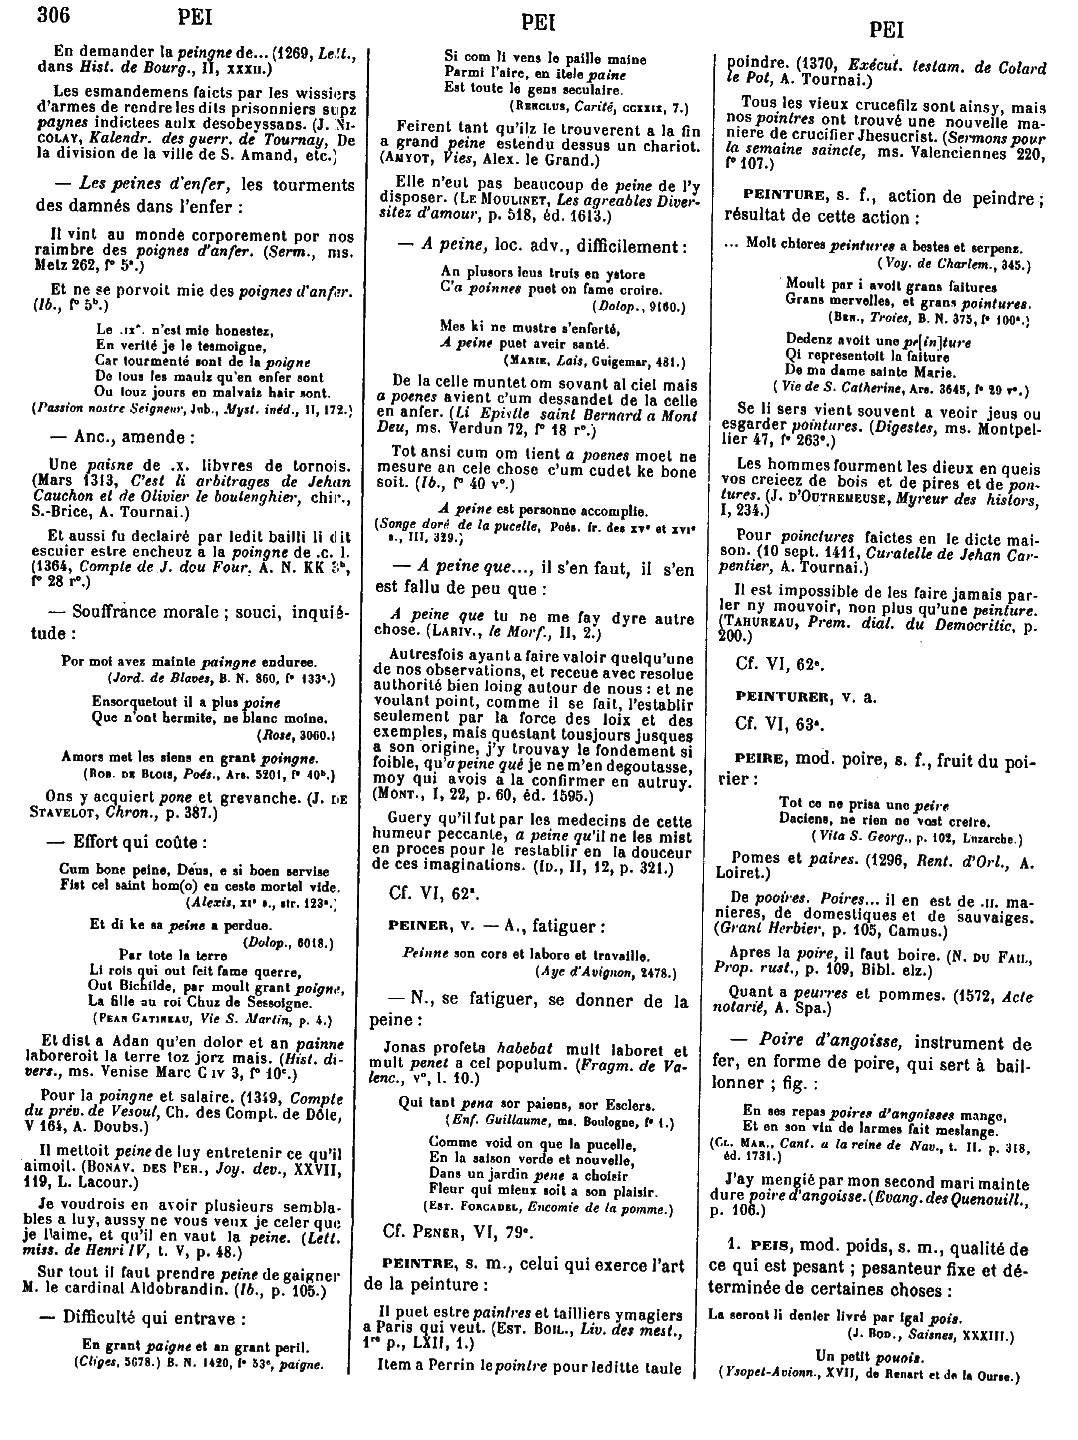 306 PEI PEI PEI
En demander la peingne de... (1269, Lett.,
dans Hist. de Bourg., II, XXXII.)
Les esmandemens faicts par les wissiers
d'armes de rendre les dits prisonniers supz
paynes indictees aulx desobeyssans. (J. NI-
COLAY, Kalendr. des guerr. de Tournay, De
la division de la ville de S. Amand, etc.)
— Les peines d'enfer, les tourments
des damnés dans l'enfer :
Il vint au monde corporement por nos
raimbre des poignes d'anfer. (Serm., ms.
Metz 262, f° 5ª.)
Et ne se porvoit mie des poignes d'anfer.
(Ib., f° 5ᵇ.)
Le .IXᵉ. n'est mie honestez,
En verité je le tesmoigne,
Car tourmenté sont de la poigne
De tous les maulz qu'en enfer sont
Ou touz jours en malvaiz hair sont.
(Passion nostre Seigneur, Jub., Myst. inéd., II, 172.)
— Anc., amende :
Une paisne de .X. libvres de tornois.
(Mars 1313, C'est li arbitrages de Jehan
Cauchon et de Olivier le boulenghier, chir.,
S.-Brice, A. Tournai.)
Et aussi fu declairé par ledit bailli li dit
escuier estre encheuz a la poingne de .c. l.
(1364, Compte de J. dou Four, A. N. KK 3ᵇ,
f° 28 r°.)
— Souffrance morale ; souci, inquié-
tude :
Por moi avez mainte paingne enduree.
(Jord. de Blaves, B. N. 860, f° 133ª.)
Ensorquetout il a plus poine
Que n'ont hermite, ne blanc moine.
(Rose, 3060.)
Amors met les siens en grant poingne.
(ROB. DE BLOIS, Poés., Ars. 5201, f° 40ᵇ.)
Ons y acquiert pone et grevanche. (J. DE
STAVELOT, Chron., p. 387.)
— Effort qui coûte :
Cum bone peine, Deus, e si boen servise
Fist cel saint hom(o) en ceste mortel vide.
(Alexis, XIᵉ s., str. 123ª.)
Et di ke sa peine a perdue.
(Dolop., 6018.)
Par tote la terre
Li rois qui out feit fame querre,
Out Bichilde, par moult grant poigne,
La fille au roi Chuz de Sessoigne.
(PEAN GATINEAU, Vie S. Martin, p. 4.)
Et dist a Adan qu'en dolor et an painne
laboreroit la terre toz jorz mais. (Hist. di-
vers., ms. Venise Marc C IV 3, f° 10ᶜ.)
Pour la poingne et salaire. (1349, Compte
du prév. de Vesoul, Ch. des Compt. de Dôle,
V 164, A. Doubs.)
Il mettoit peine de luy entretenir ce qu'il
aimoit. (BONAV. DES PER., Joy. dev., XXVII,
119, L. Lacour.)
Je voudrois en avoir plusieurs sembla-
bles a luy, aussy ne vous veux je celer que
je l'aime, et qu'il en vaut la peine. (Lett.
miss. de Henri IV, t. V, p. 48.)
Sur tout il faut prendre peine de gaigner
M. le cardinal Aldobrandin. (Ib., p. 105.)
— Difficulté qui entrave :
En grant paigne et an grant peril.
(Cliges, 5678.) B. N. 1420, f° 53ᶜ, paigne.
Si com li vens le paille maine
Parmi l'aire, en itele paine
Est toute le gens seculaire.
(RENCLUS, Carité, CCXXIX, 7.)
Feirent tant qu'ilz le trouverent a la fin
a grand peine estendu dessus un chariot.
(AMYOT, Vies, Alex. le Grand.)
Elle n'eut pas beaucoup de peine de l'y
disposer. (LE MOULINET, Les agreables Diver-
sitez d'amour, p. 518, éd. 1613.)
— A peine, loc. adv., difficilement :
An plusors leus truis en ystore
C'a poinnes puet on fame croire.
(Dolop., 9160.)
Mes ki ne mustre s'enferté,
A peine puet aveir santé.
(MARIE, Lais, Guigemar, 481.)
De la celle muntet om sovant al ciel mais
a poenes avient c'um dessandet de la celle
en anfer. (Li Epistle saint Bernard a Mont
Deu, ms. Verdun 72, f° 18 r°.)
Tot ansi cum om tient a poenes moet ne
mesure an cele chose c'um cudet ke bone
soit. (Ib., f° 40 v°.)
A peine est personne accomplie.
(Songe doré de la pucelle, Poés. fr. des XVᵉ et XVIᵉ
s., III, 329.)
— A peine que..., il s'en faut, il s'en
est fallu de peu que :
A peine que tu ne me fay dyre autre
chose. (LARIV., le Morf., II, 2.)
Autresfois ayant a faire valoir quelqu'une
de nos observations, et receue avec resolue
authorité bien loing autour de nous : et ne
voulant point, comme il se fait, l'establir
seulement par la force des loix et des
exemples, mais questant tousjours jusques
a son origine, j'y trouvay le fondement si
foible, qu'a peine que je ne m'en degoutasse,
moy qui avois a la confirmer en autruy.
(MONT., I, 22, p. 60, éd. 1595.)
Guery qu'il fut par les medecins de cette
humeur peccante, a peine qu'il ne les mist
en proces pour le restablir en la douceur
de ces imaginations. (ID., II, 12, p. 321.)
Cf. VI, 62ª.
PEINER, v. — A., fatiguer :
Peinne son cors et labore et travaille.
(Aye d'Avignon, 2478.)
— N., se fatiguer, se donner de la
peine :
Jonas profeta habebat mult laboret et
mult penet a cel populum. (Fragm. de Va-
lenc., v°, l. 10.)
Qui tant pena sor paiens, sor Esclers.
(Enf. Guillaume, ms. Boulogne, f° 1.)
Comme void on que la pucelle,
En la saison verde et nouvelle,
Dans un jardin pene a choisir
Fleur qui mieux soit a son plaisir.
(EST. FORCADEL, Encomie de la pomme.)
Cf. PENER, VI, 79ᶜ.
PEINTRE, s. m., celui qui exerce l'art
de la peinture :
Il puet estre paintres et tailliers ymagiers
a Paris qui veut. (EST. BOIL., Liv. des mest.,
1ʳᵉ p., LXII, 1.)
Item a Perrin le pointre pour leditte taule
poindre. (1370, Exécut. testam. de Colard
le Pot, A. Tournai.)
Tous les vieux crucefilz sont ainsy, mais
nos pointres ont trouvé une nouvelle ma-
niere de crucifier Jhesucrist. (Sermons pour
la semaine saincte, ms. Valenciennes 220,
f° 107.)
PEINTURE, s. f., action de peindre ;
résultat de cette action :
... Molt chieres peintures a bestes et serpenz.
(Voy. de Charlem., 345.)
Moult par i avoit grans faitures
Grans mervelles, et grans pointures.
(BEN., Troies, B. N. 375, f° 100ª.)
Dedenz avoit une pe[in]ture
Qi representoit la faiture
De ma dame sainte Marie.
(Vie de S. Catherine, Ars. 3645, f° 29 r°.)
Se li sers vient souvent a veoir jeus ou
esgarder pointures. (Digestes, ms. Montpel-
lier 47, f° 263ª.)
Les hommes fourment les dieux en queis
vos creieez de bois et de pires et de pon-
tures. (J. D'OUTREMEUSE, Myreur des histors,
I, 234.)
Pour poinctures faictes en le dicte mai-
son. (10 sept. 1411, Curatelle de Jehan Car-
pentier, A. Tournai.)
Il est impossible de les faire jamais par-
ler ny mouvoir, non plus qu'une peinture.
(TAHUREAU, Prem. dial. du Democritic, p.
200.)
Cf. VI, 62ᶜ.
PEINTURER, v. a.
Cf. VI, 63ª.
PEIRE, mod. poire, s. f., fruit du poi-
rier :
Tot ce ne prisa une peire
Daciens, ne rien ne vost creire.
(Vita S. Georg., p. 102, Luzarche.)
Pomes et paires. (1296, Rent. d'Orl., A.
Loiret.)
De pooires. Poires... il en est de .II. ma-
nieres, de domestiques et de sauvaiges.
(Grant Herbier, p. 105, Camus.)
Apres la poire, il faut boire. (N. DU FAIL,
Prop. rust., p. 109, Bibl. elz.)
Quant a peurres et pommes. (1572, Acte
notarié, A. Spa.)
— Poire d'angoisse, instrument de
fer, en forme de poire, qui sert à bail-
lonner ; fig. :
En ses repas poires d'angoisses mange,
Et en son vin de larmes fait meslange.
(CL. MAR., Cant. a la reine de Nav., t. II. p. 318,
éd. 1731.)
J'ay mengié par mon second mari mainte
dure poire d'angoisse. (Evang. des Quenouill.,
p. 106.)
1. PEIS, mod. poids, s. m., qualité de
ce qui est pesant ; pesanteur fixe et dé-
terminée de certaines choses :
La seront li denier livré par igal pois.
(J. BOD., Saisnes, XXXIII.)
Un petit pouois.
(Ysopet-Avionn., XVII, de Renart et de la Ourse.)